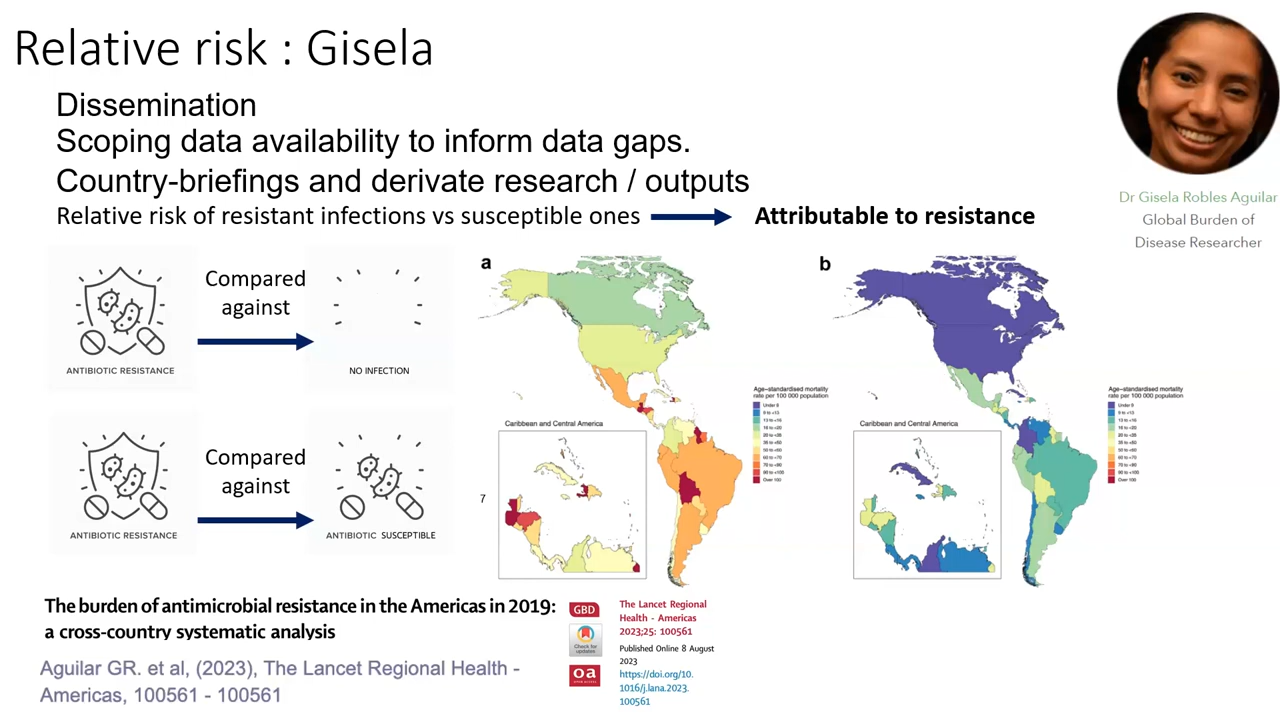 Relative risk : Gisela
Dissemination
Scoping data availability to inform data gaps.
Country-briefings and derivate research / outputs
Relative risk of resistant infections vs susceptible ones
Attributable to resistance
Dr Gisela Robles Aguilar
Global Burden of
Disease Researcher
Compared
against
ANTIBIOTIC RESISTANCE
NO INFECTION
Compared
against
ANTIBIOTIC RESISTANCE
ANTIBIOTIC SUSCEPTIBLE
a
Age-standardised mortality
rate per 100 000 population
Caribbean and Central America
7
b
Age-standardised mortality
rate per 100 000 population
Caribbean and Central America
The burden of antimicrobial resistance in the Americas in 2019:
a cross-country systematic analysis
GBD
Check for
updates
oa
The Lancet Regional
Health - Americas
2023;25: 100561
Published Online 8 August
2023
https://doi.org/10.
1016/j.lana.2023.
100561
Aguilar GR. et al, (2023), The Lancet Regional Health -
Americas, 100561 - 100561